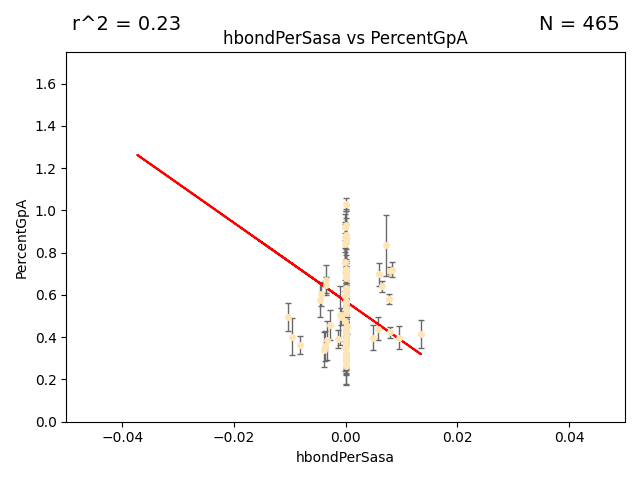 r^2 = 0.23
N = 465
hbondPerSasa vs PercentGpA
PercentGpA
1.6
1.4
1.2
1.0
0.8
0.6
0.4
0.2
0.0
−0.04
−0.02
0.00
0.02
0.04
hbondPerSasa